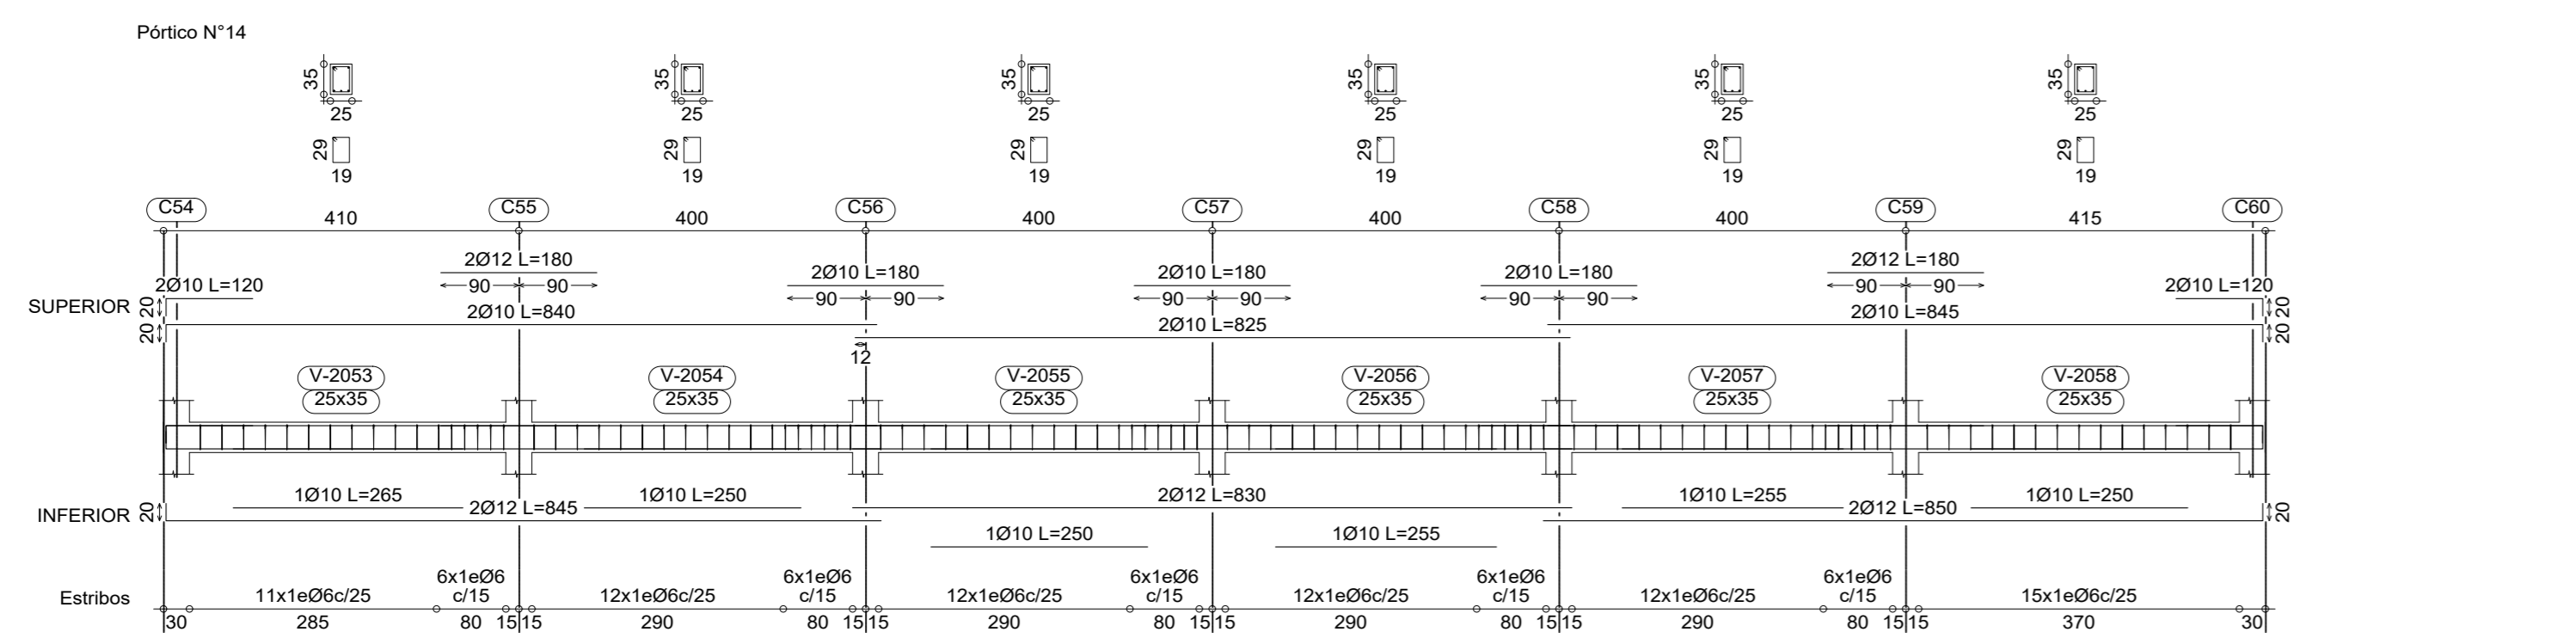 Pórtico N°14
35 35 35 35 35 35
25 25 25 25 25 25
29 29 29 29 29 29
19 19 19 19 19 19
C54 C55 C56 C57 C58 C59 C60
410 400 400 400 400 415
2Ø12 L=180 2Ø12 L=180
2Ø10 L=180 2Ø10 L=180 2Ø10 L=180
2Ø10 L=120 90 90 90 90 2Ø10 L=120
90 90 90 90 90 90
SUPERIOR 20 20
2Ø10 L=840 2Ø10 L=845
2Ø10 L=825
20 20
12
V-2053 V-2054 V-2055 V-2056 V-2057 V-2058
25x35 25x35 25x35 25x35 25x35 25x35
1Ø10 L=265 1Ø10 L=250 2Ø12 L=830 1Ø10 L=255 1Ø10 L=250
2Ø12 L=845 2Ø12 L=850
INFERIOR 20 20
1Ø10 L=250 1Ø10 L=255
6x1eØ6 6x1eØ6 6x1eØ6 6x1eØ6 6x1eØ6
Estribos 11x1eØ6c/25 c/15 12x1eØ6c/25 c/15 12x1eØ6c/25 c/15 12x1eØ6c/25 c/15 12x1eØ6c/25 c/15 15x1eØ6c/25
30 285 80 15 15 290 80 15 15 290 80 15 15 290 80 15 15 290 80 15 15 370 30